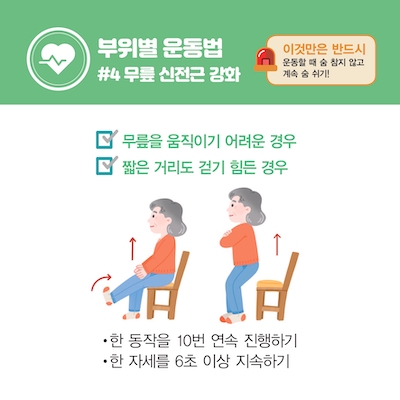 부위별 운동법
#4 무릎 신전근 강화
이것만은 반드시
운동할 때 숨 참지 않고
계속 숨 쉬기!
무릎을 움직이기 어려운 경우
짧은 거리도 걷기 힘든 경우
•한 동작을 10번 연속 진행하기
•한 자세를 6초 이상 지속하기